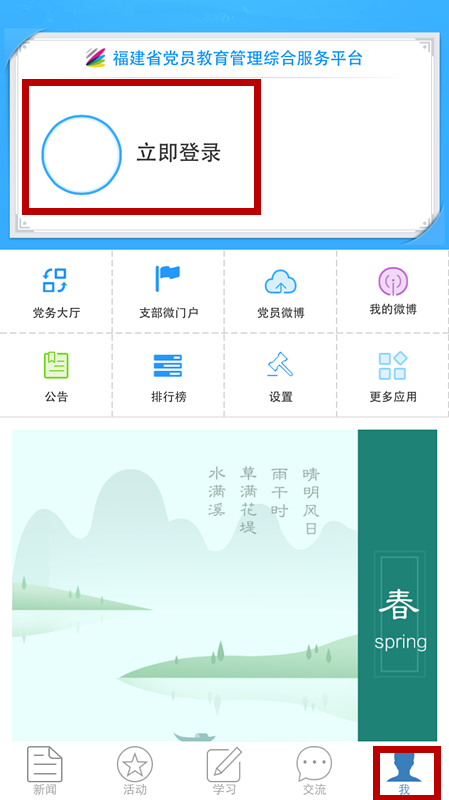 福建省党员教育管理综合服务平台
立即登录
党务大厅
支部微门户
党员微博
我的微博
公告
排行榜
设置
更多应用
晴明风日
雨干时
草满花堤
水满溪
春
spring
新闻
活动
学习
交流
我